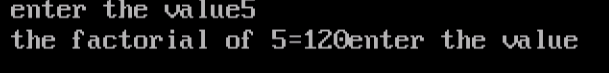 enter the value5
the factorial of 5=120enter the value